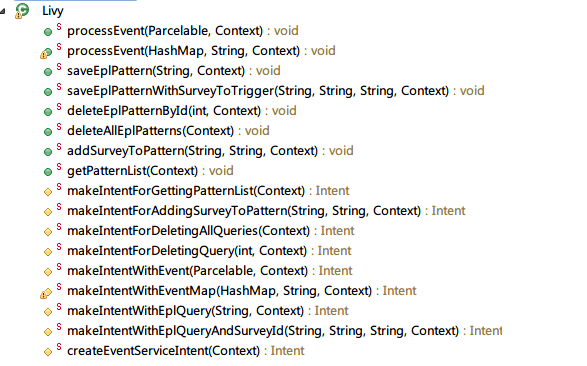 Livy
processEvent(Parcelable, Context) : void
processEvent(HashMap, String, Context) : void
saveEplPattern(String, Context) : void
saveEplPatternWithSurveyToTrigger(String, String, String, Context) : void
deleteEplPatternById(int, Context) : void
deleteAllEplPatterns(Context) : void
addSurveyToPattern(String, String, Context) : void
getPatternList(Context) : void
makeIntentForGettingPatternList(Context) : Intent
makeIntentForAddingSurveyToPattern(String, String, Context) : Intent
makeIntentForDeletingAllQueries(Context) : Intent
makeIntentForDeletingQuery(int, Context) : Intent
makeIntentWithEvent(Parcelable, Context) : Intent
makeIntentWithEventMap(HashMap, String, Context) : Intent
makeIntentWithEplQuery(String, Context) : Intent
makeIntentWithEplQueryAndSurveyId(String, String, String, Context) : Intent
createEventServiceIntent(Context) : Intent